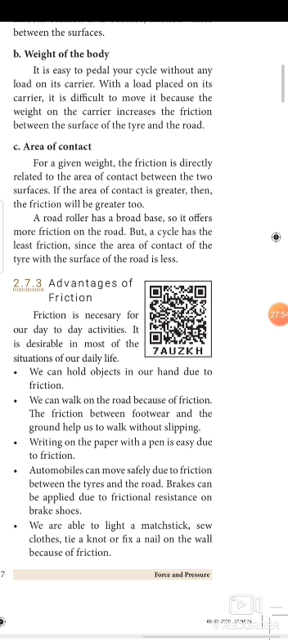 between the surfaces.
b. Weight of the body
It is easy to pedal your cycle without any
load on its carrier. With a load placed on its
carrier, it is difficult to move it because the
weight on the carrier increases the friction
between the surface of the tyre and the road.
c. Area of contact
For a given weight, the friction is directly
related to the area of contact between the two
surfaces. If the area of contact is greater, then,
the friction will be greater too.
A road roller has a broad base, so it offers
more friction on the road. But, a cycle has the
least friction, since the area of contact of the
tyre with the surface of the road is less.
2.7.3 Advantages of
Friction
Friction is necesary for
our day to day activities. It
is desirable in most of the
situations of our daily life.
7AUZKH
• We can hold objects in our hand due to
friction.
• We can walk on the road because of friction.
The friction between footwear and the
ground help us to walk without slipping.
• Writing on the paper with a pen is easy due
to friction.
• Automobiles can move safely due to friction
between the tyres and the road. Brakes can
be applied due to frictional resistance on
brake shoes.
• We are able to light a matchstick, sew
clothes, tie a knot or fix a nail on the wall
because of friction.
7
Force and Pressure
27:54
RECORDER